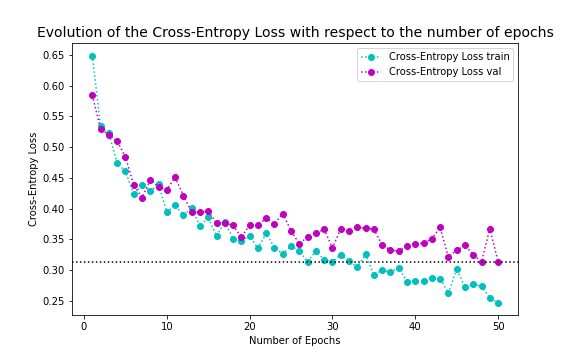 Evolution of the Cross-Entropy Loss with respect to the number of epochs
Cross-Entropy Loss train
Cross-Entropy Loss val
0.65
0.60
0.55
0.50
0.45
0.40
0.35
0.30
0.25
Cross-Entropy Loss
0 10 20 30 40 50
Number of Epochs